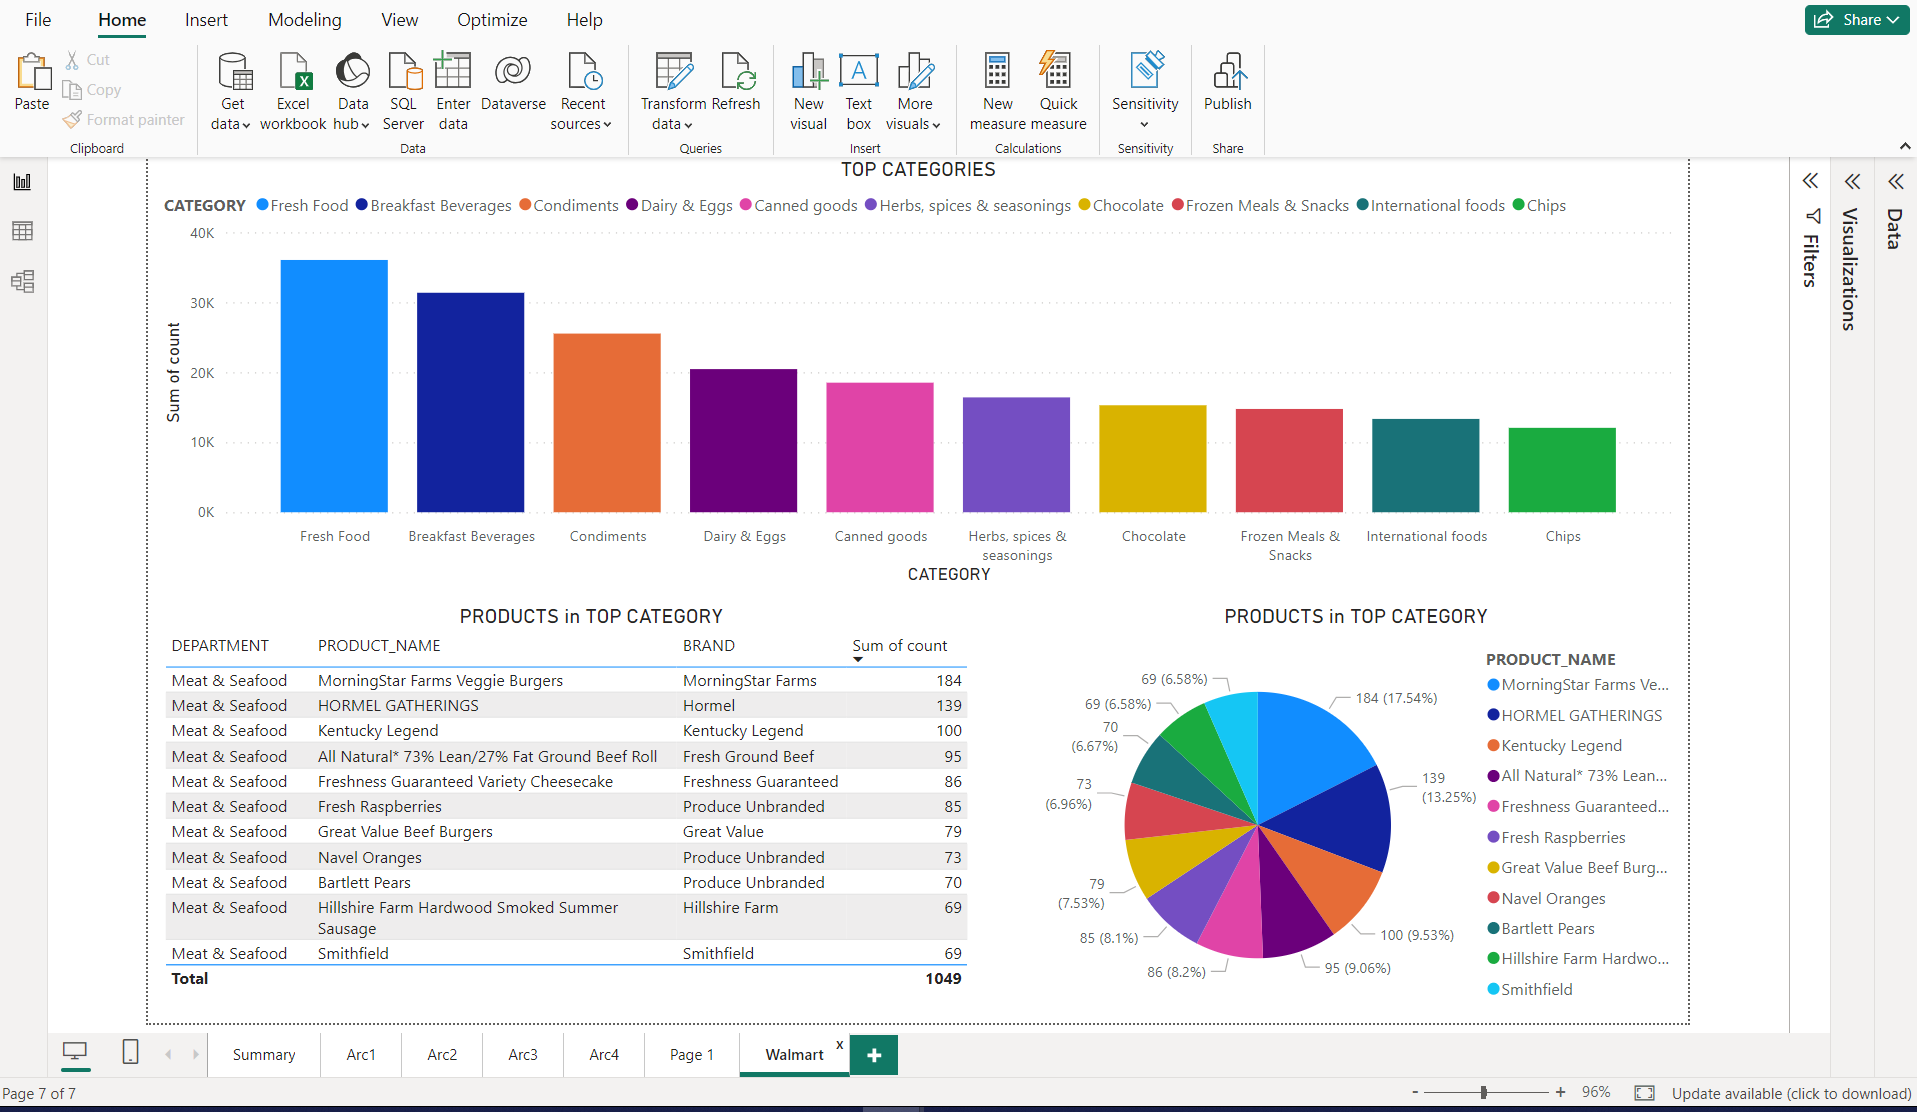 File Home Insert Modeling View Optimize Help
Share
Paste
Cut
Copy
Format painter
Clipboard
Get data
Excel workbook
Data hub
SQL Server
Enter data
Dataverse
Recent sources
Data
Transform data
Refresh
Queries
New visual
Text box
More visuals
Insert
New measure
Quick measure
Calculations
Sensitivity
Sensitivity
Publish
Share
TOP CATEGORIES
CATEGORY Fresh Food Breakfast Beverages Condiments Dairy & Eggs Canned goods Herbs, spices & seasonings Chocolate Frozen Meals & Snacks International foods Chips
40K
30K
20K
10K
0K
Sum of count
Fresh Food
Breakfast Beverages
Condiments
Dairy & Eggs
Canned goods
Herbs, spices & seasonings
Chocolate
Frozen Meals & Snacks
International foods
Chips
CATEGORY
PRODUCTS in TOP CATEGORY
DEPARTMENT PRODUCT_NAME BRAND Sum of count
Meat & Seafood MorningStar Farms Veggie Burgers MorningStar Farms 184
Meat & Seafood HORMEL GATHERINGS Hormel 139
Meat & Seafood Kentucky Legend Kentucky Legend 100
Meat & Seafood All Natural* 73% Lean/27% Fat Ground Beef Roll Fresh Ground Beef 95
Meat & Seafood Freshness Guaranteed Variety Cheesecake Freshness Guaranteed 86
Meat & Seafood Fresh Raspberries Produce Unbranded 85
Meat & Seafood Great Value Beef Burgers Great Value 79
Meat & Seafood Navel Oranges Produce Unbranded 73
Meat & Seafood Bartlett Pears Produce Unbranded 70
Meat & Seafood Hillshire Farm Hardwood Smoked Summer Hillshire Farm 69
Sausage
Meat & Seafood Smithfield Smithfield 69
Total 1049
PRODUCTS in TOP CATEGORY
184 (17.54%)
139
(13.25%)
100 (9.53%)
95 (9.06%)
86 (8.2%)
85 (8.1%)
79
(7.53%)
73
(6.96%)
70
(6.67%)
69 (6.58%)
69 (6.58%)
PRODUCT_NAME
MorningStar Farms Ve...
HORMEL GATHERINGS
Kentucky Legend
All Natural* 73% Lean...
Freshness Guaranteed...
Fresh Raspberries
Great Value Beef Burg...
Navel Oranges
Bartlett Pears
Hillshire Farm Hardwo...
Smithfield
Filters
Visualizations
Data
Summary Arc1 Arc2 Arc3 Arc4 Page 1 Walmart x +
Page 7 of 7
- + 96%
Update available (click to download)